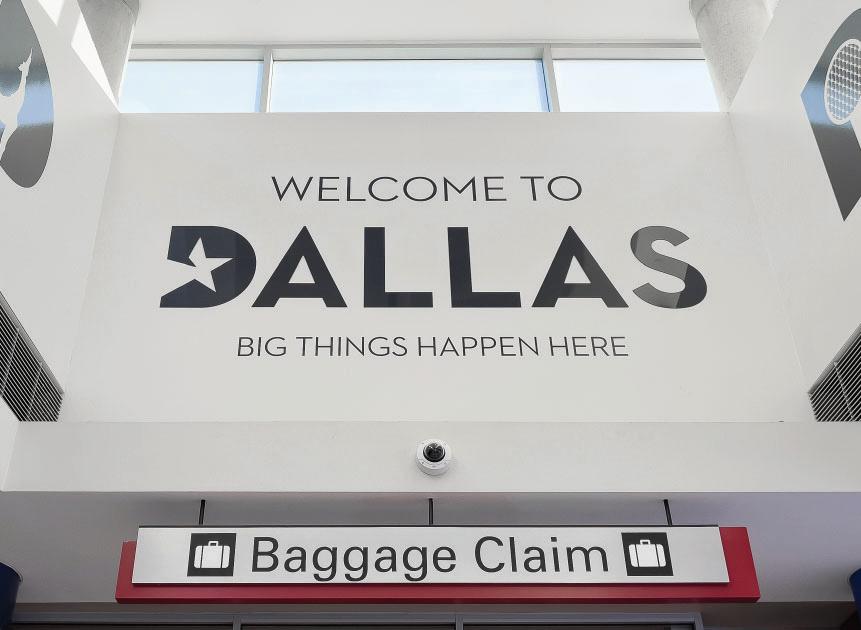 WELCOME TO
DALLAS
BIG THINGS HAPPEN HERE
Baggage Claim